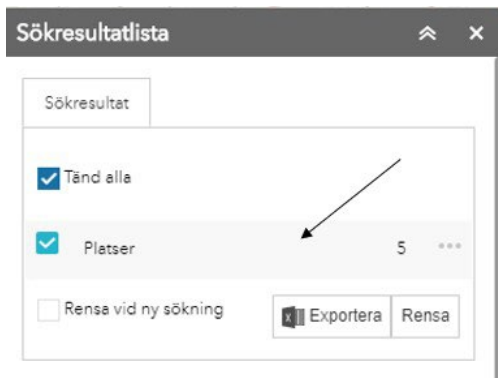 Sökresultatlista
Sökresultat
Tänd alla
Platser 5
Rensa vid ny sökning Exportera Rensa